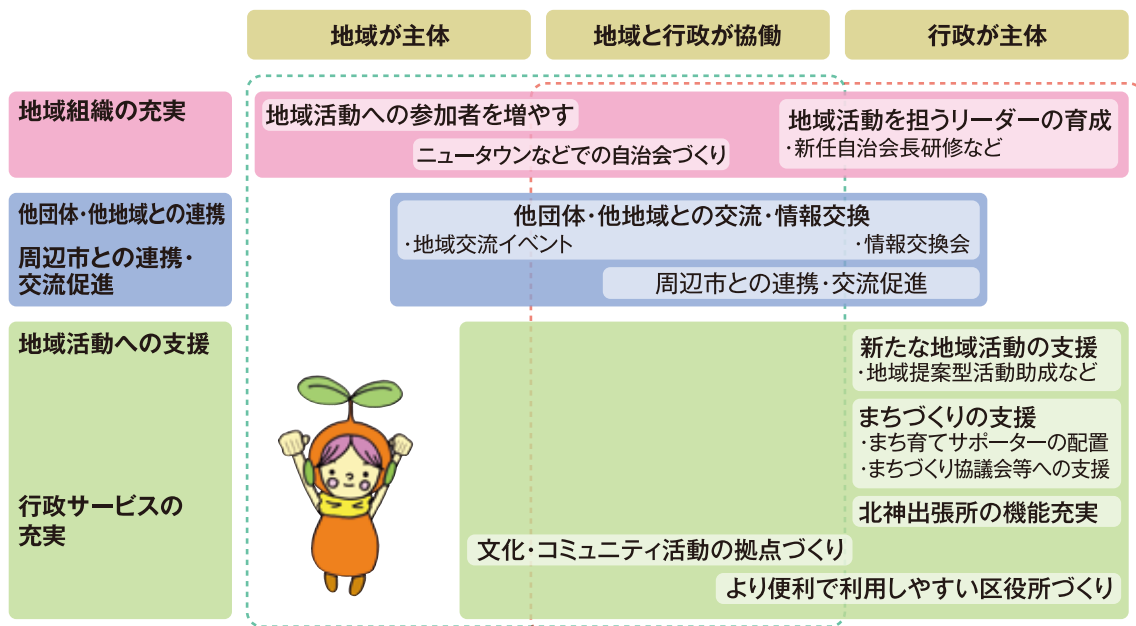 地域が主体
地域と行政が協働
行政が主体
地域組織の充実
地域活動への参加者を増やす
ニュータウンなどでの自治会づくり
地域活動を担うリーダーの育成
・新任自治会長研修など
他団体・他地域との連携
周辺市との連携・
交流促進
他団体・他地域との交流・情報交換
・地域交流イベント
・情報交換会
周辺市との連携・交流促進
地域活動への支援
新たな地域活動の支援
・地域提案型活動助成など
まちづくりの支援
・まち育てサポーターの配置
・まちづくり協議会等への支援
行政サービスの
充実
北神出張所の機能充実
文化・コミュニティ活動の拠点づくり
より便利で利用しやすい区役所づくり